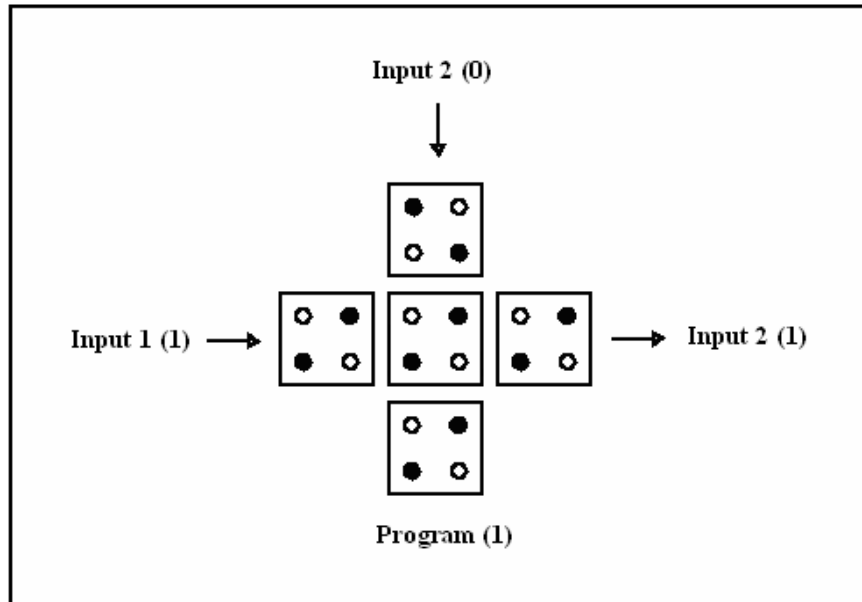 Input 2 (0)
Input 1 (1)
Input 2 (1)
Program (1)